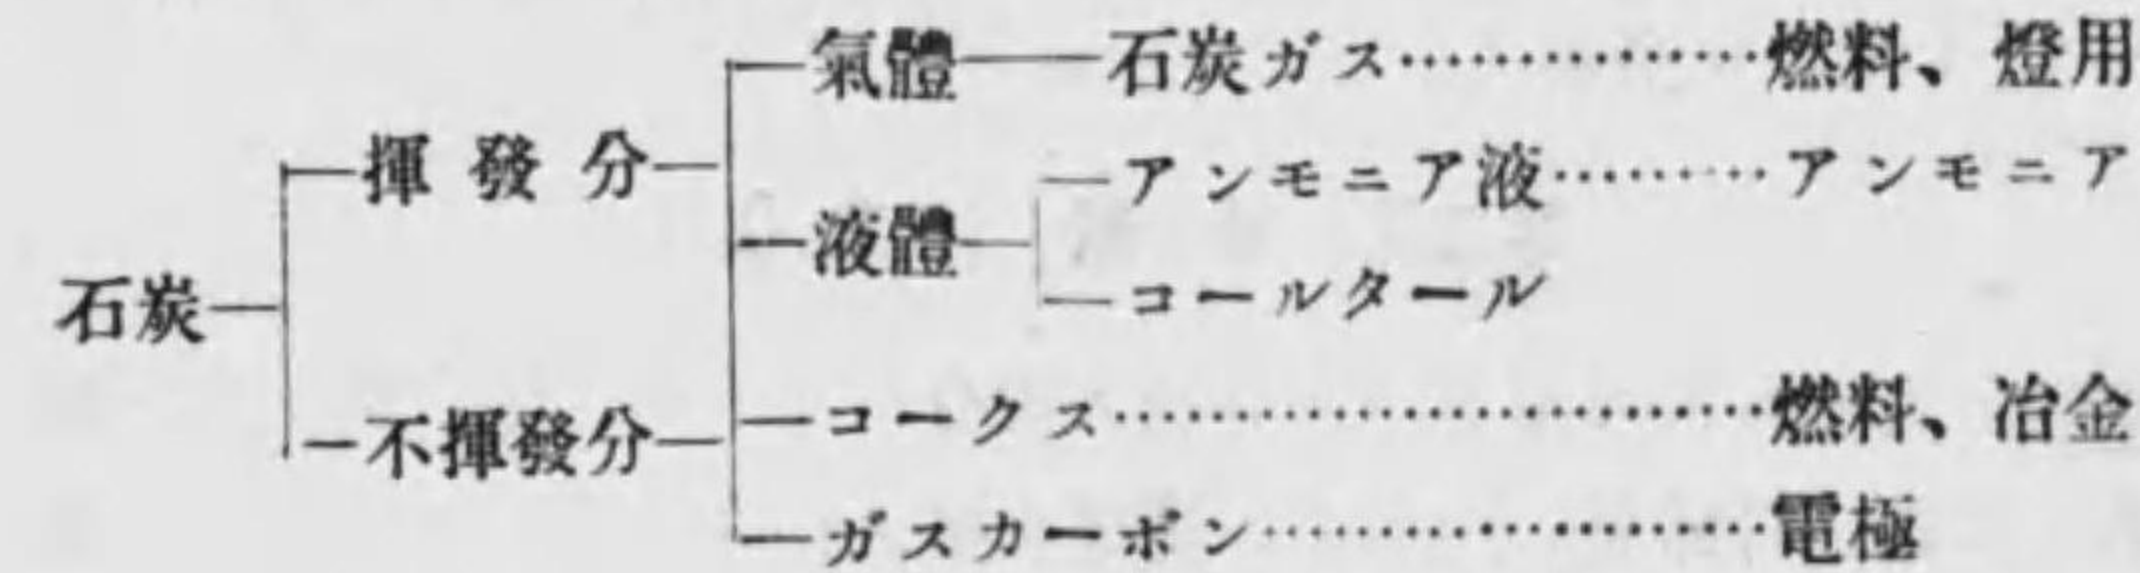 氣體 石炭ガス……………燃料、燈用
揮發分 アンモニア液………アンモニア
液體
石炭 コールタール
コークス………………………燃料、冶金
不揮發分
ガスカーボン…………………電極